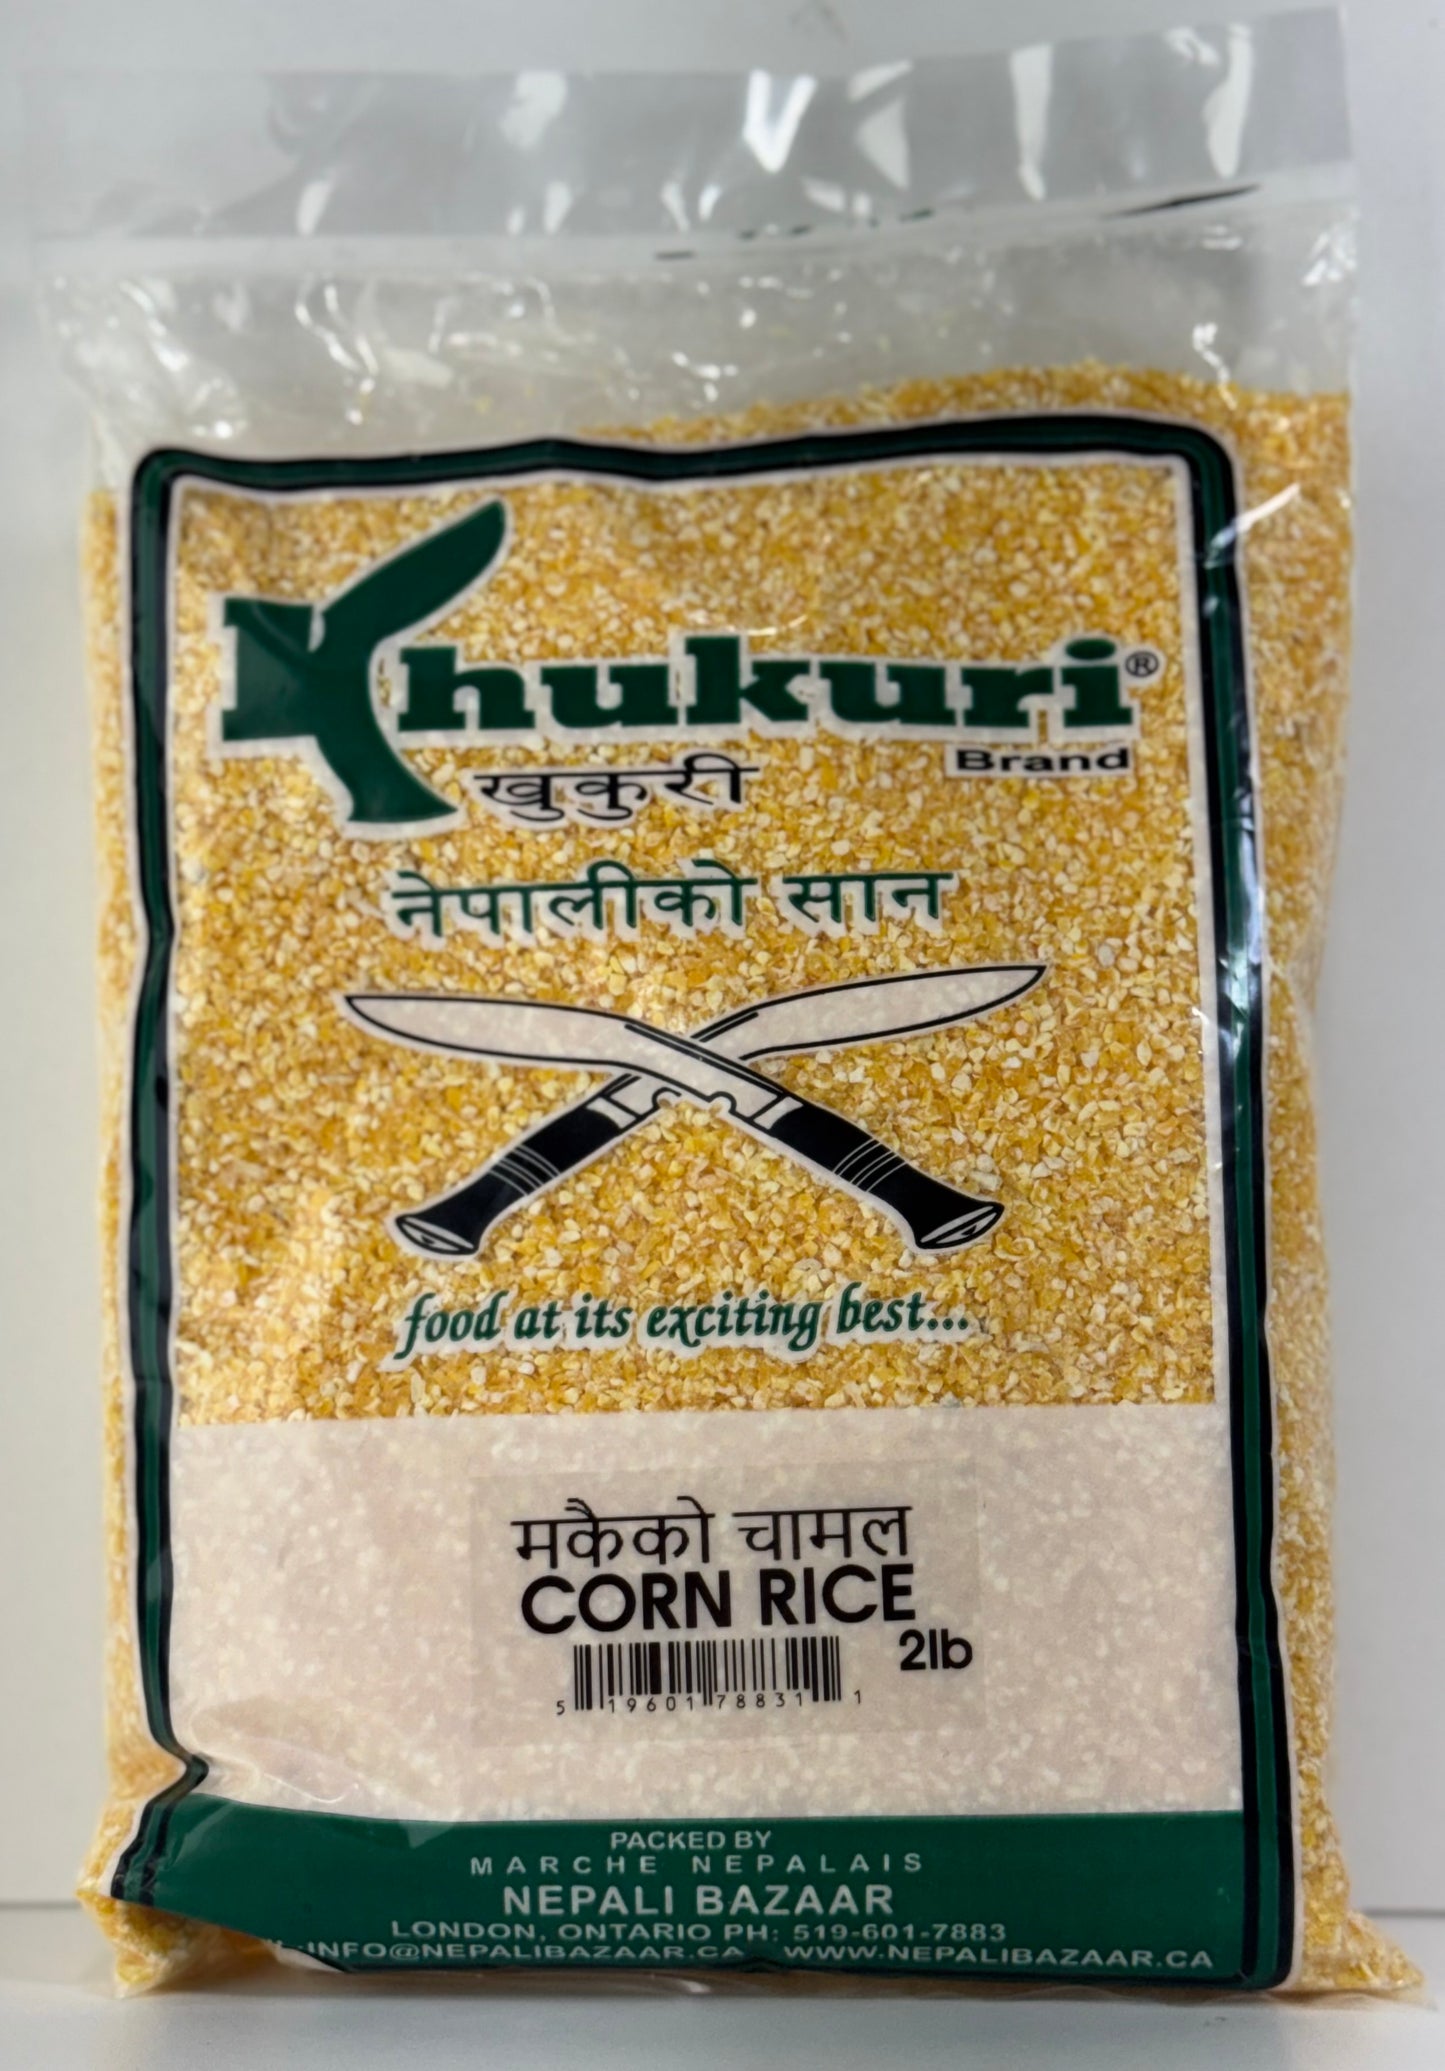 Khukuri®
Brand
खुकुरी
नेपालीको सान
food at its exciting best...
मकैको चामल
CORN RICE
2lb
5 19601 78831 1
PACKED BY
MARCHE NEPALAIS
NEPALI BAZAAR
LONDON, ONTARIO PH: 519-601-7883
INFO@NEPALIBAZAAR.CA WWW.NEPALIBAZAAR.CA